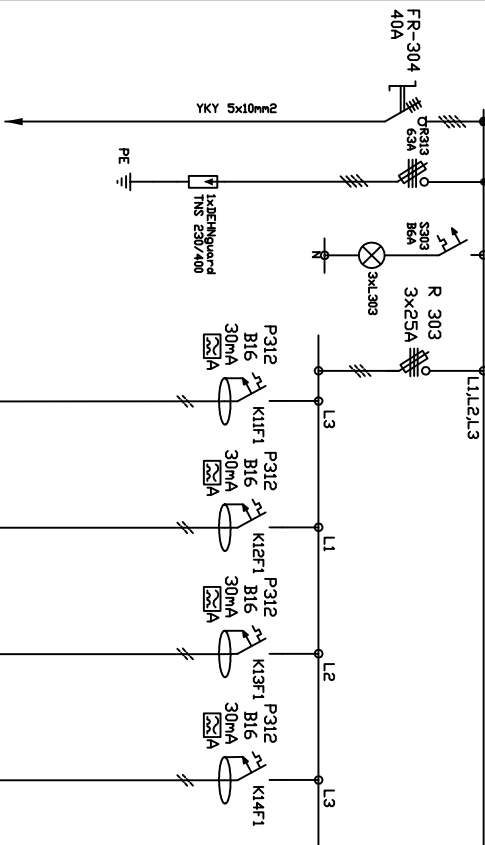 FR-304
40A
YKY 5x10mm2
R313
63A
PE
1xDEHNguard
TNS 230/400
S303
B6A
N
3xL303
R 303
3x25A
L1,L2,L3
P312
B16
30mA
A
K11F1
L3
P312
B16
30mA
A
K12F1
L1
P312
B16
30mA
A
K13F1
L2
P312
B16
30mA
A
K14F1
L3